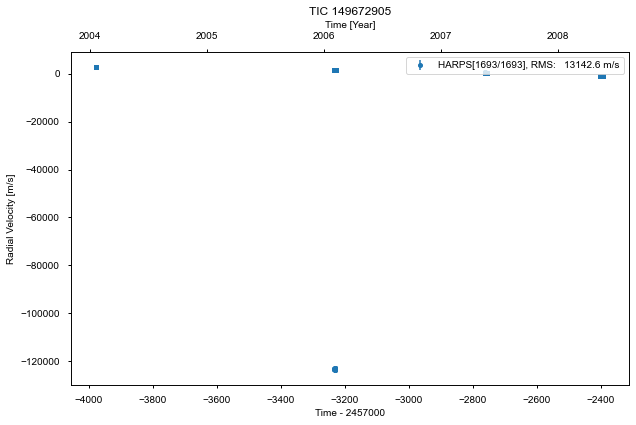 TIC 149672905
Time [Year]
2004 2005 2006 2007 2008
HARPS[1693/1693], RMS: 13142.6 m/s
Radial Velocity [m/s]
0
−20000
−40000
−60000
−80000
−100000
−120000
−4000 −3800 −3600 −3400 −3200 −3000 −2800 −2600 −2400
Time - 2457000